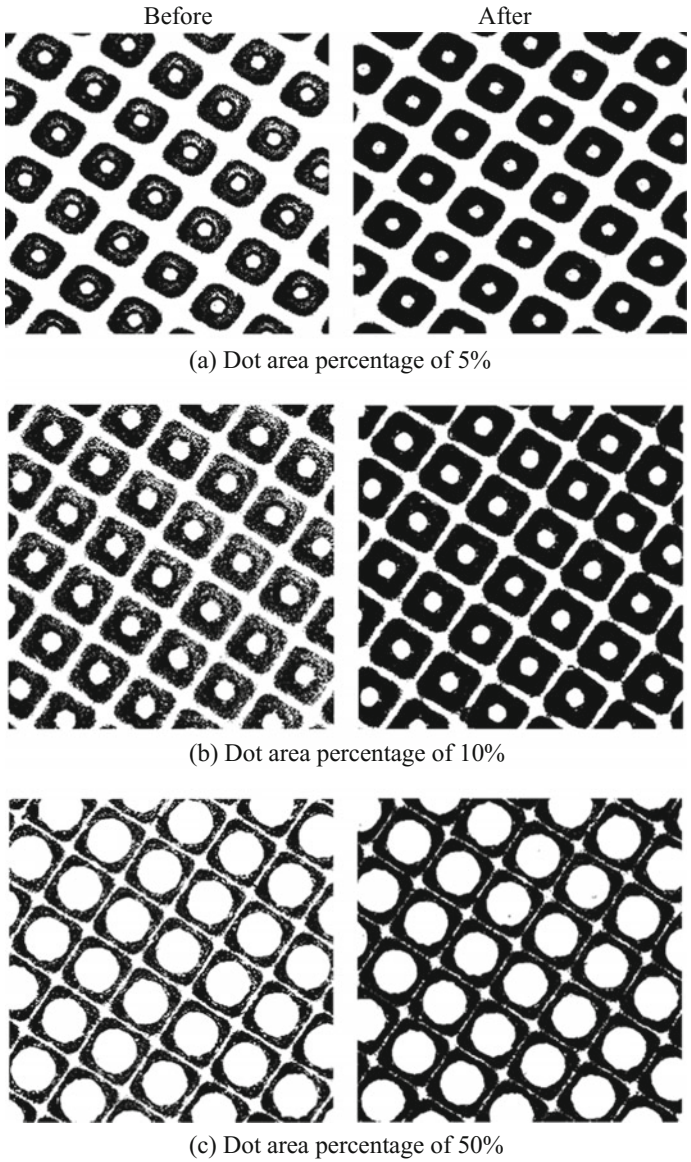 Before After
(a) Dot area percentage of 5%
(b) Dot area percentage of 10%
(c) Dot area percentage of 50%